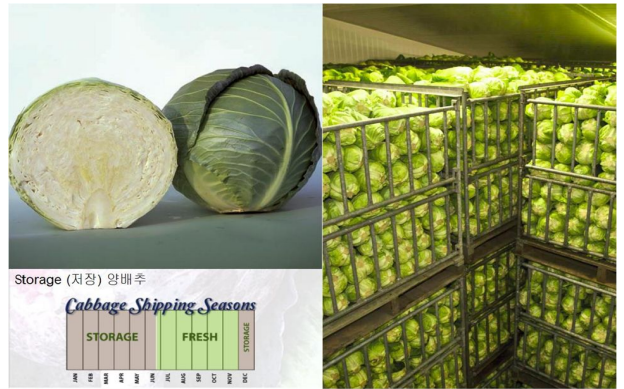 Storage (저장) 양배추
Cabbage Shipping Seasons
STORAGE
FRESH
STORAGE
JAN
FEB
MAR
APR
MAY
JUN
JUL
AUG
SEP
OCT
NOV
DEC